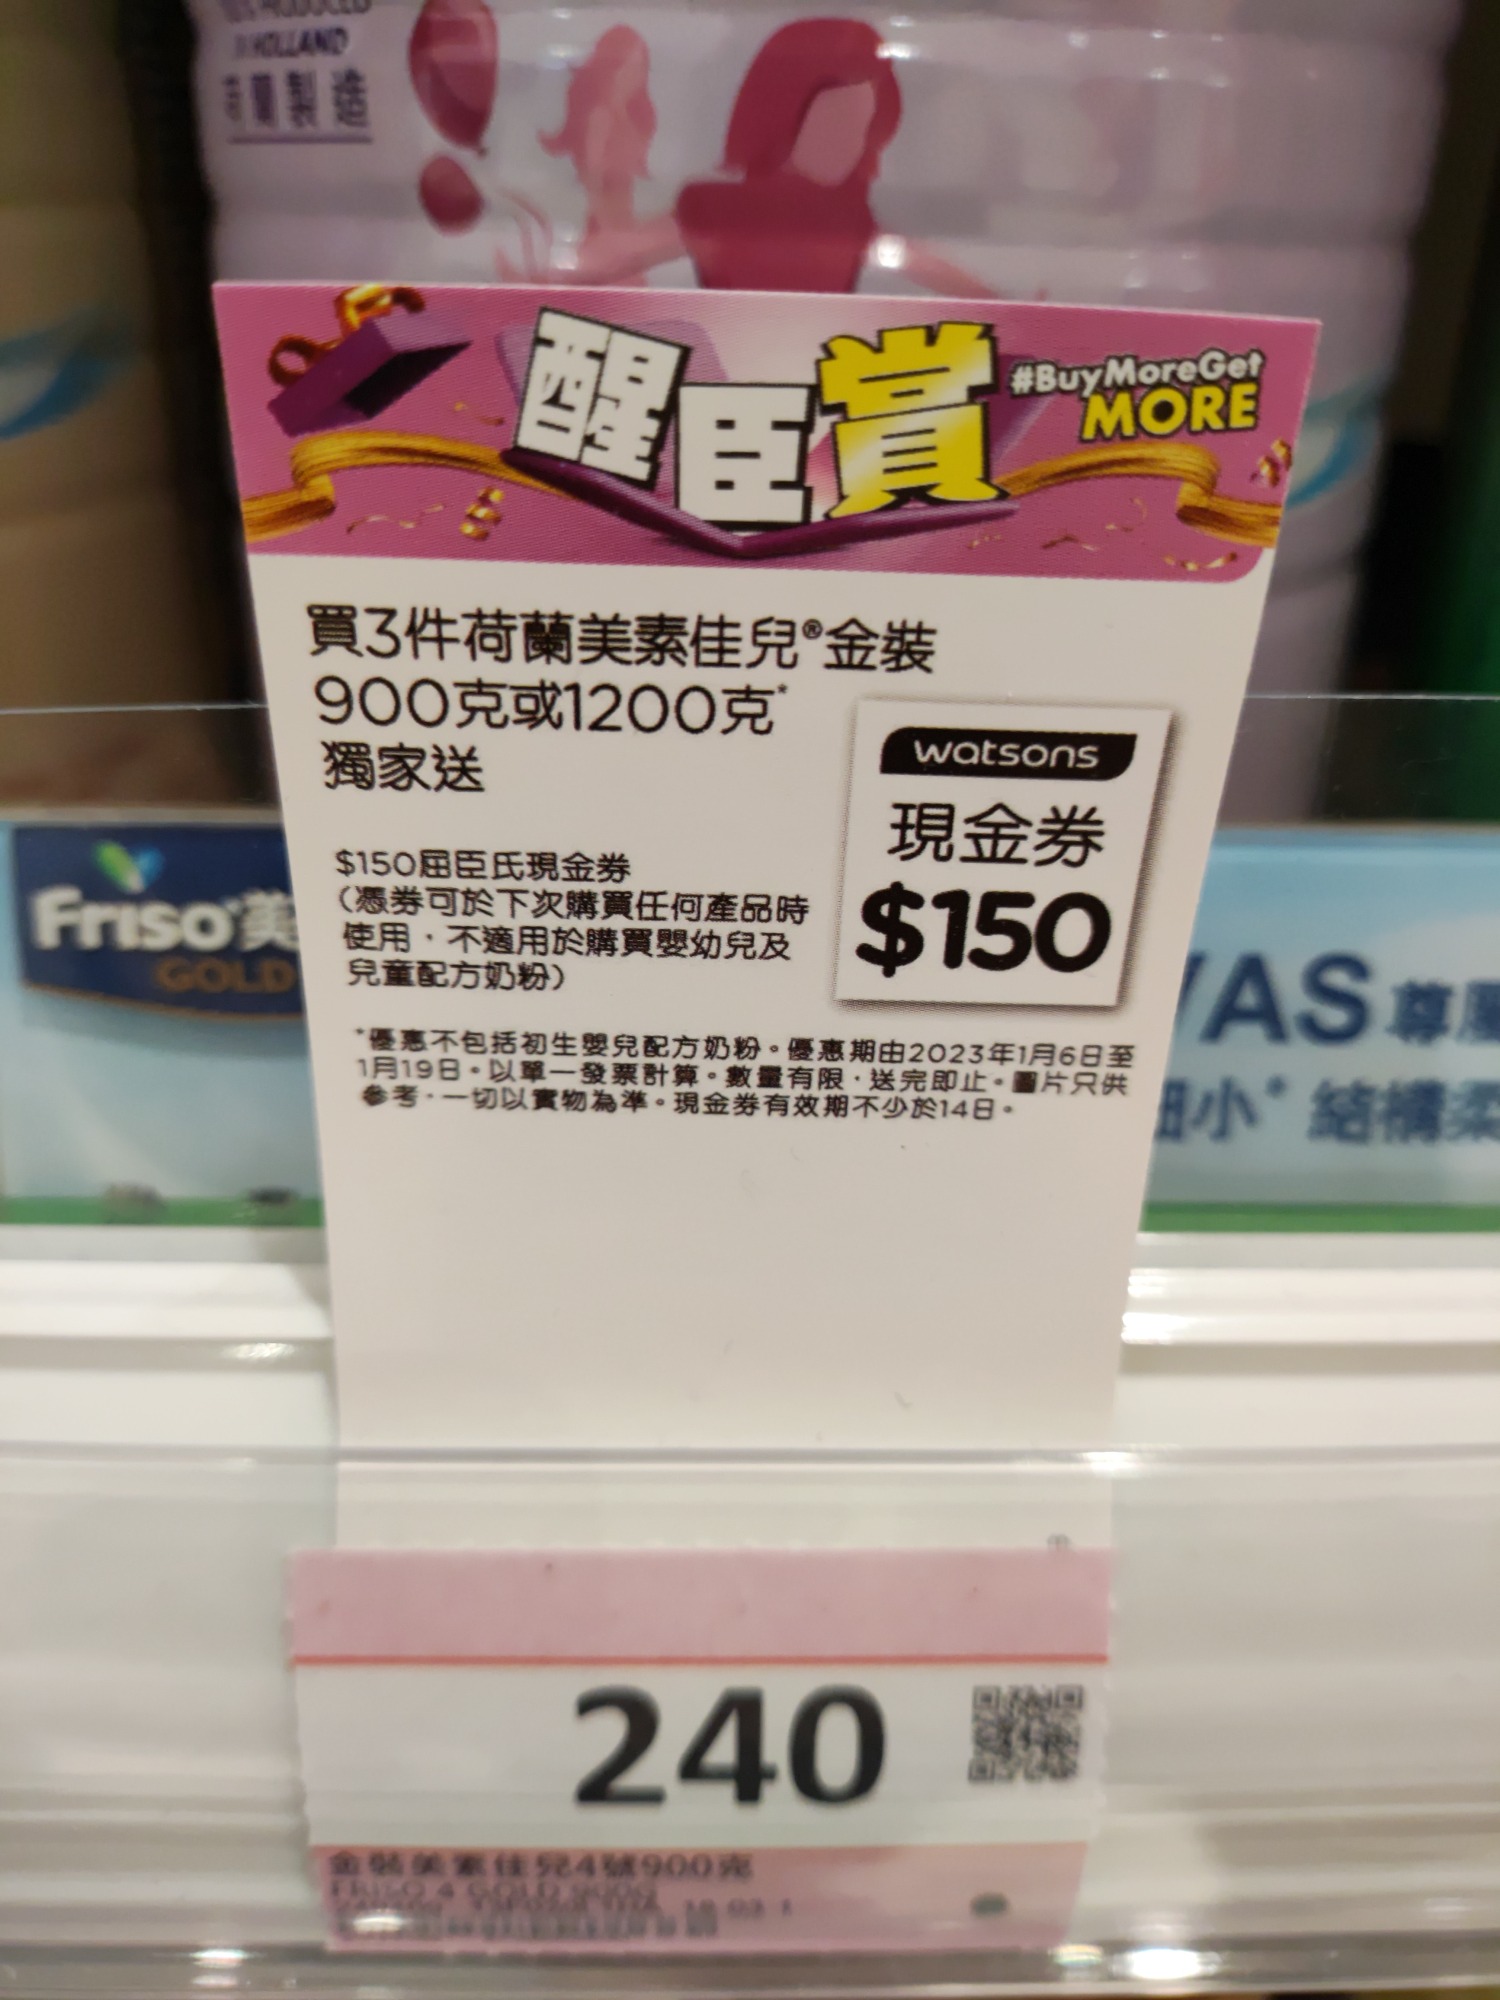 HOLLAND
荷蘭製造
醒臣賞
#BuyMoreGet
MORE
買3件荷蘭美素佳兒®金裝
900克或1200克*
獨家送
watsons
現金券
$150
$150屈臣氏現金券
(憑券可於下次購買任何產品時
使用，不適用於購買嬰幼兒及
兒童配方奶粉)
*優惠不包括初生嬰兒配方奶粉。優惠期由2023年1月6日至
1月19日。以單一發票計算。數量有限，送完即止。圖片只供
參考，一切以實物為準。現金券有效期不少於14日。
Friso®美
GOLD
VAS
細小* 結構柔
240
金裝美素佳兒4號900克
FRISO 4 GOLD 900G